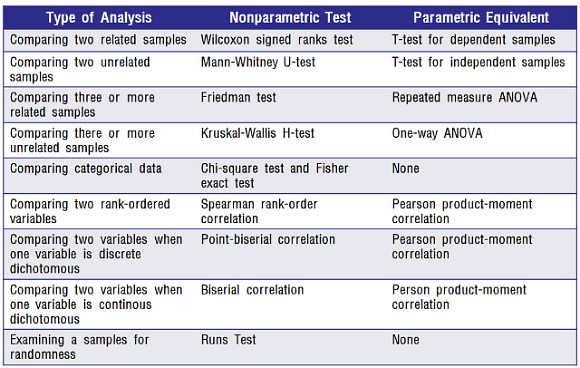 Type of Analysis Nonparametric Test Parametric Equivalent
Comparing two related samples Wilcoxon signed ranks test T-test for dependent samples
Comparing two unrelated Mann-Whitney U-test T-test for independent samples
samples
Comparing three or more Friedman test Repeated measure ANOVA
related samples
Comparing there or more Kruskal-Wallis H-test One-way ANOVA
unrelated samples
Comparing categorical data Chi-square test and Fisher None
exact test
Comparing two rank-ordered Spearman rank-order Pearson product-moment
variables correlation correlation
Comparing two variables when Point-biserial correlation Pearson product-moment
one variable is discrete correlation
dichotomous
Comparing two variables when Biserial correlation Person product-moment
one variable is continous correlation
dichotomous
Examining a samples for Runs Test None
randomness